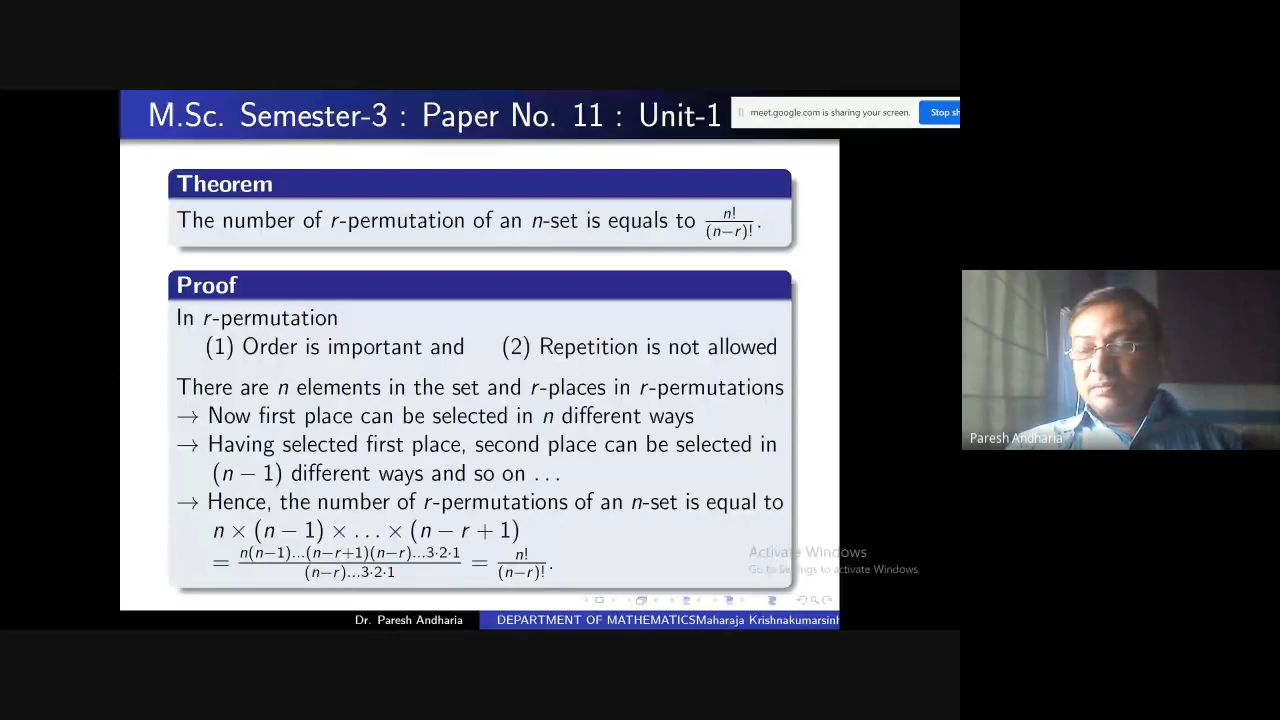 M.Sc. Semester-3 : Paper No. 11 : Unit-1
meet.google.com is sharing your screen.
Stop sh
Theorem
The number of r-permutation of an n-set is equals to n!/(n−r)!.
Proof
In r-permutation
(1) Order is important and (2) Repetition is not allowed
There are n elements in the set and r-places in r-permutations
→ Now first place can be selected in n different ways
→ Having selected first place, second place can be selected in
(n − 1) different ways and so on . . .
→ Hence, the number of r-permutations of an n-set is equal to
n × (n − 1) × . . . × (n − r + 1)
= n(n−1)...(n−r+1)(n−r)...3·2·1/(n−r)...3·2·1 = n!/(n−r)!.
Activate Windows
Go to Settings to activate Windows.
Dr. Paresh Andharia
DEPARTMENT OF MATHEMATICSMaharaja Krishnakumarsinh
Paresh Andharia